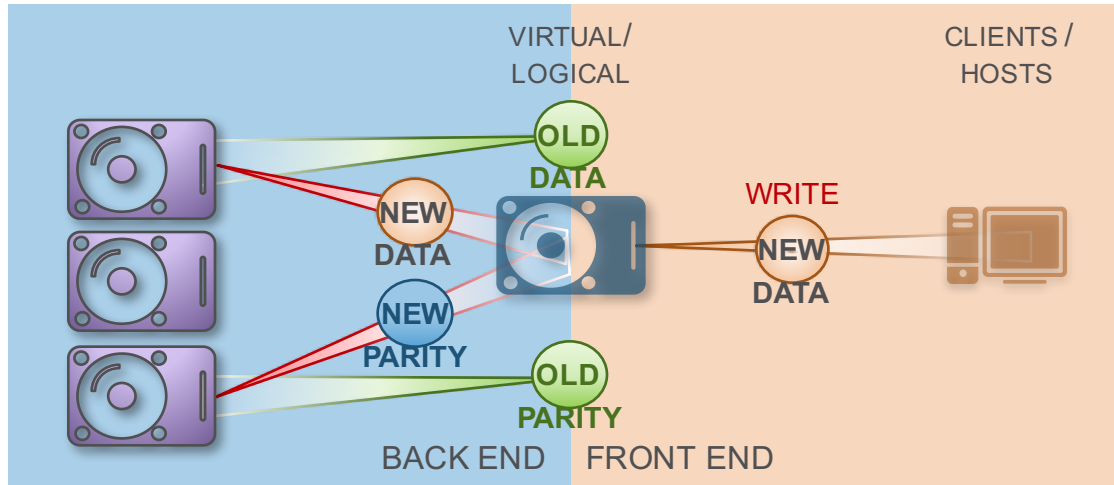 VIRTUAL/
LOGICAL
CLIENTS /
HOSTS
OLD
DATA
NEW
DATA
WRITE
NEW
DATA
NEW
PARITY
OLD
PARITY
BACK END
FRONT END